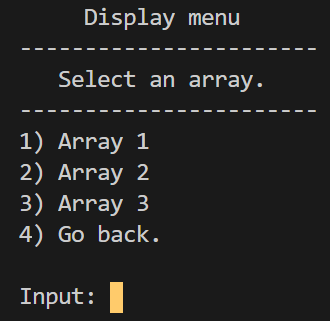 Display menu
-----------------------
Select an array.
-----------------------
1) Array 1
2) Array 2
3) Array 3
4) Go back.
Input: